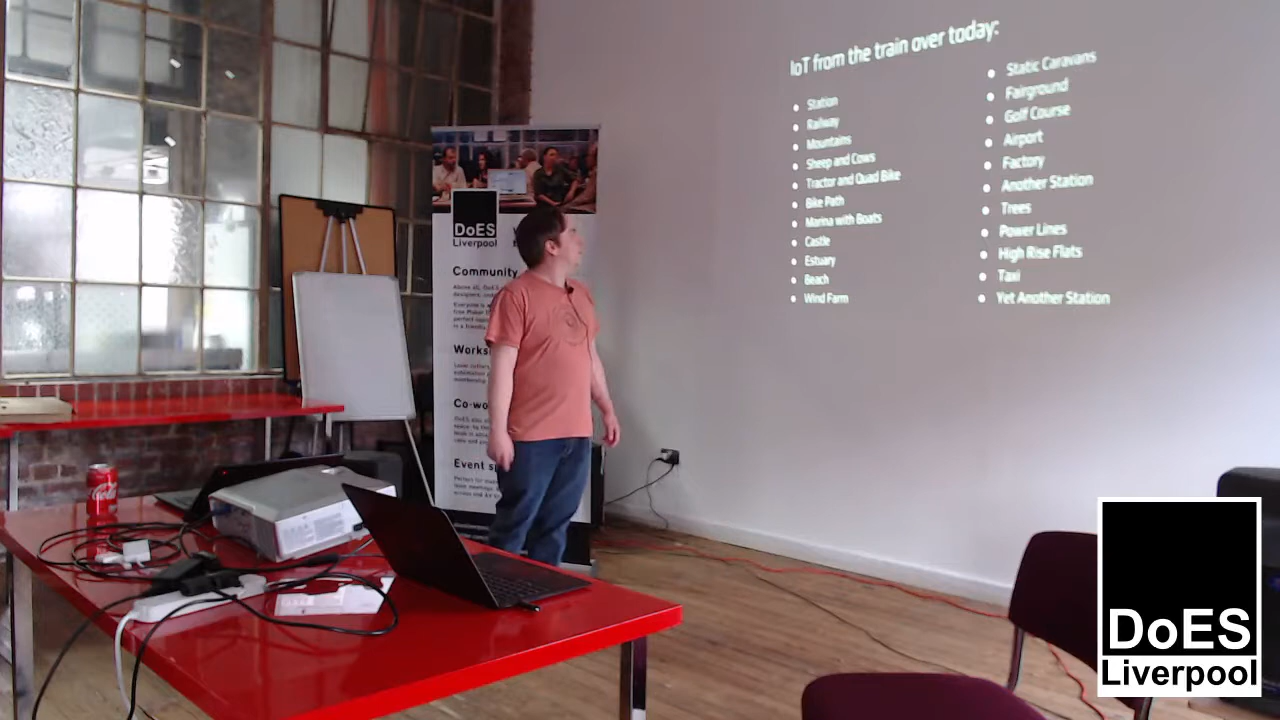 IoT from the train over today:
Station
Railway
Mountains
Sheep and Cows
Tractor and Quad Bike
Bike Path
Marina with Boats
Castle
Estuary
Beach
Wind Farm
Static Caravans
Fairground
Golf Course
Airport
Factory
Another Station
Trees
Power Lines
High Rise Flats
Taxi
Yet Another Station
DoES
Liverpool
Community
Works
Co-wo
Event sp
DoES
Liverpool